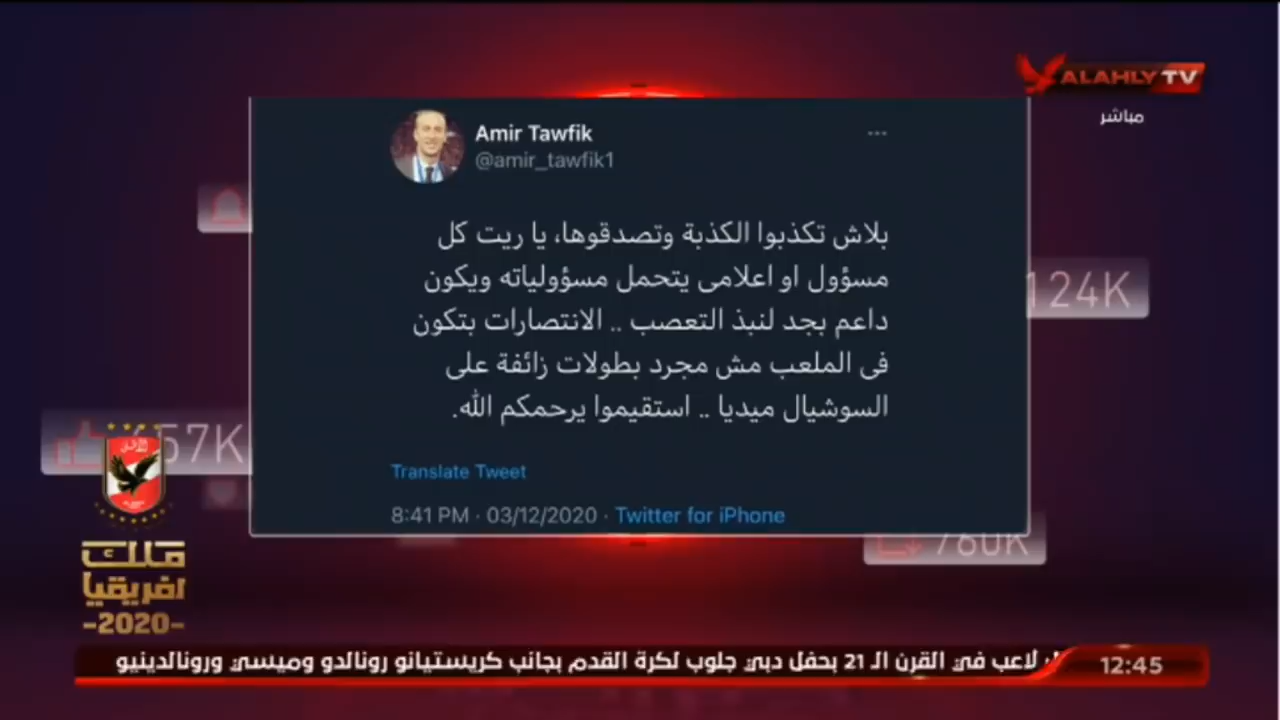 ALAHLY TV
مباشر
Amir Tawfik
@amir_tawfik1
بلاش تكذبوا الكذبة وتصدقوها، يا ريت كل
مسؤول او اعلامى يتحمل مسؤولياته ويكون
داعم بجد لنبذ التعصب .. الانتصارات بتكون
فى الملعب مش مجرد بطولات زائفة على
السوشيال ميديا .. استقيموا يرحمكم الله.
Translate Tweet
8:41 PM · 03/12/2020 · Twitter for iPhone
124K
57K
760K
ملك
افريقيا
-2020-
لاعب في القرن الـ 21 بحفل دبي جلوب لكرة القدم بجانب كريستيانو رونالدو وميسي ورونالدينيو
12:45